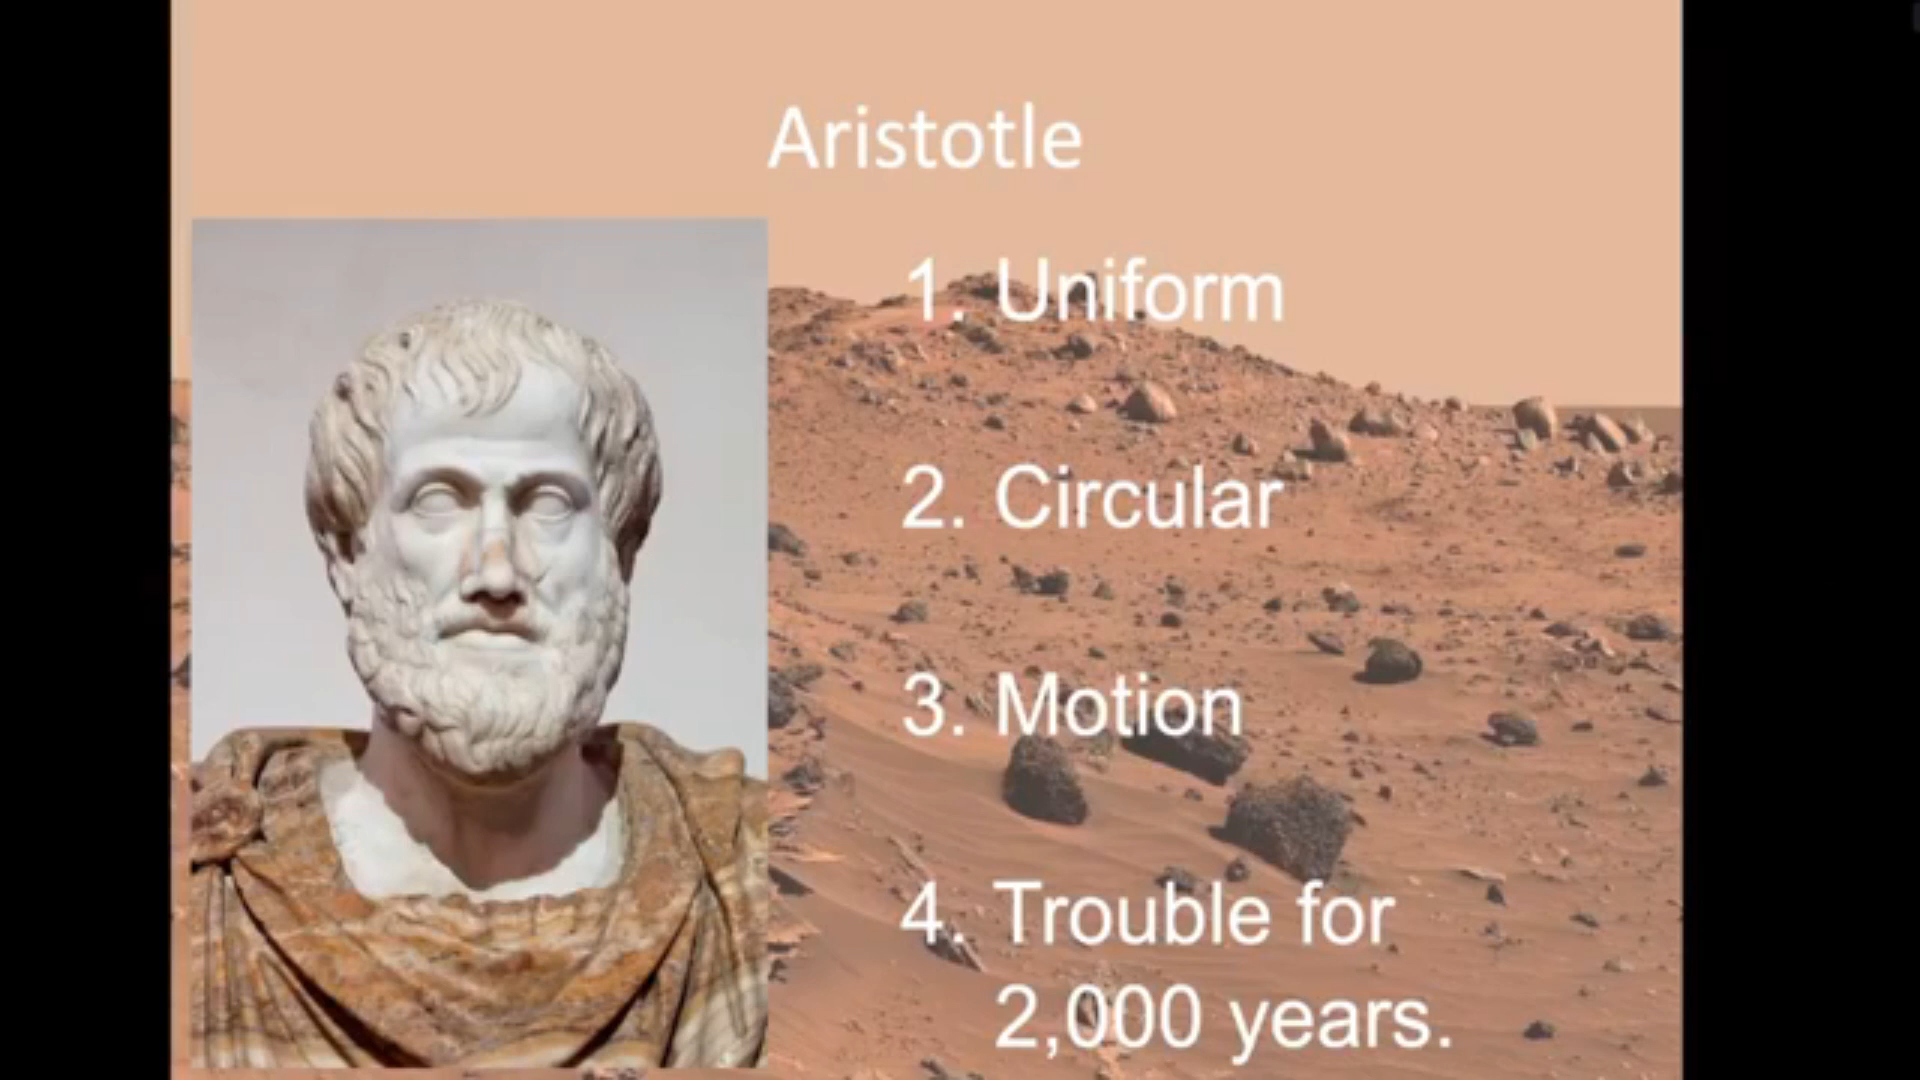 Aristotle
1. Uniform
2. Circular
3. Motion
4. Trouble for
2,000 years.